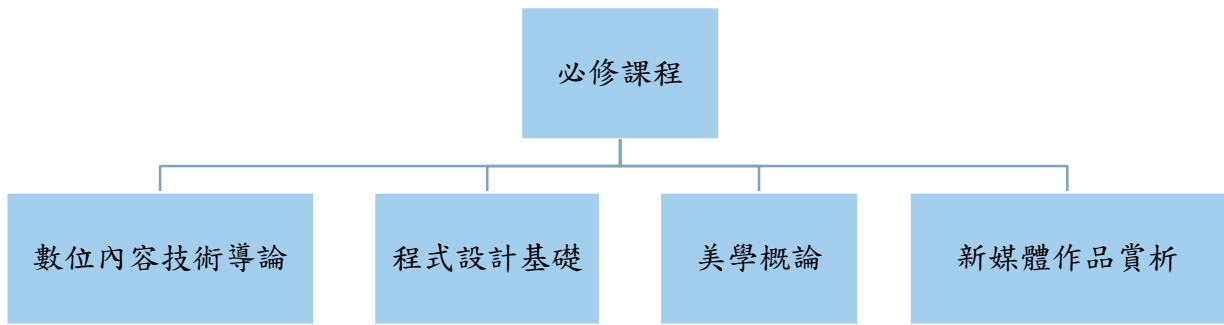 必修課程
數位內容技術導論
程式設計基礎
美學概論
新媒體作品賞析